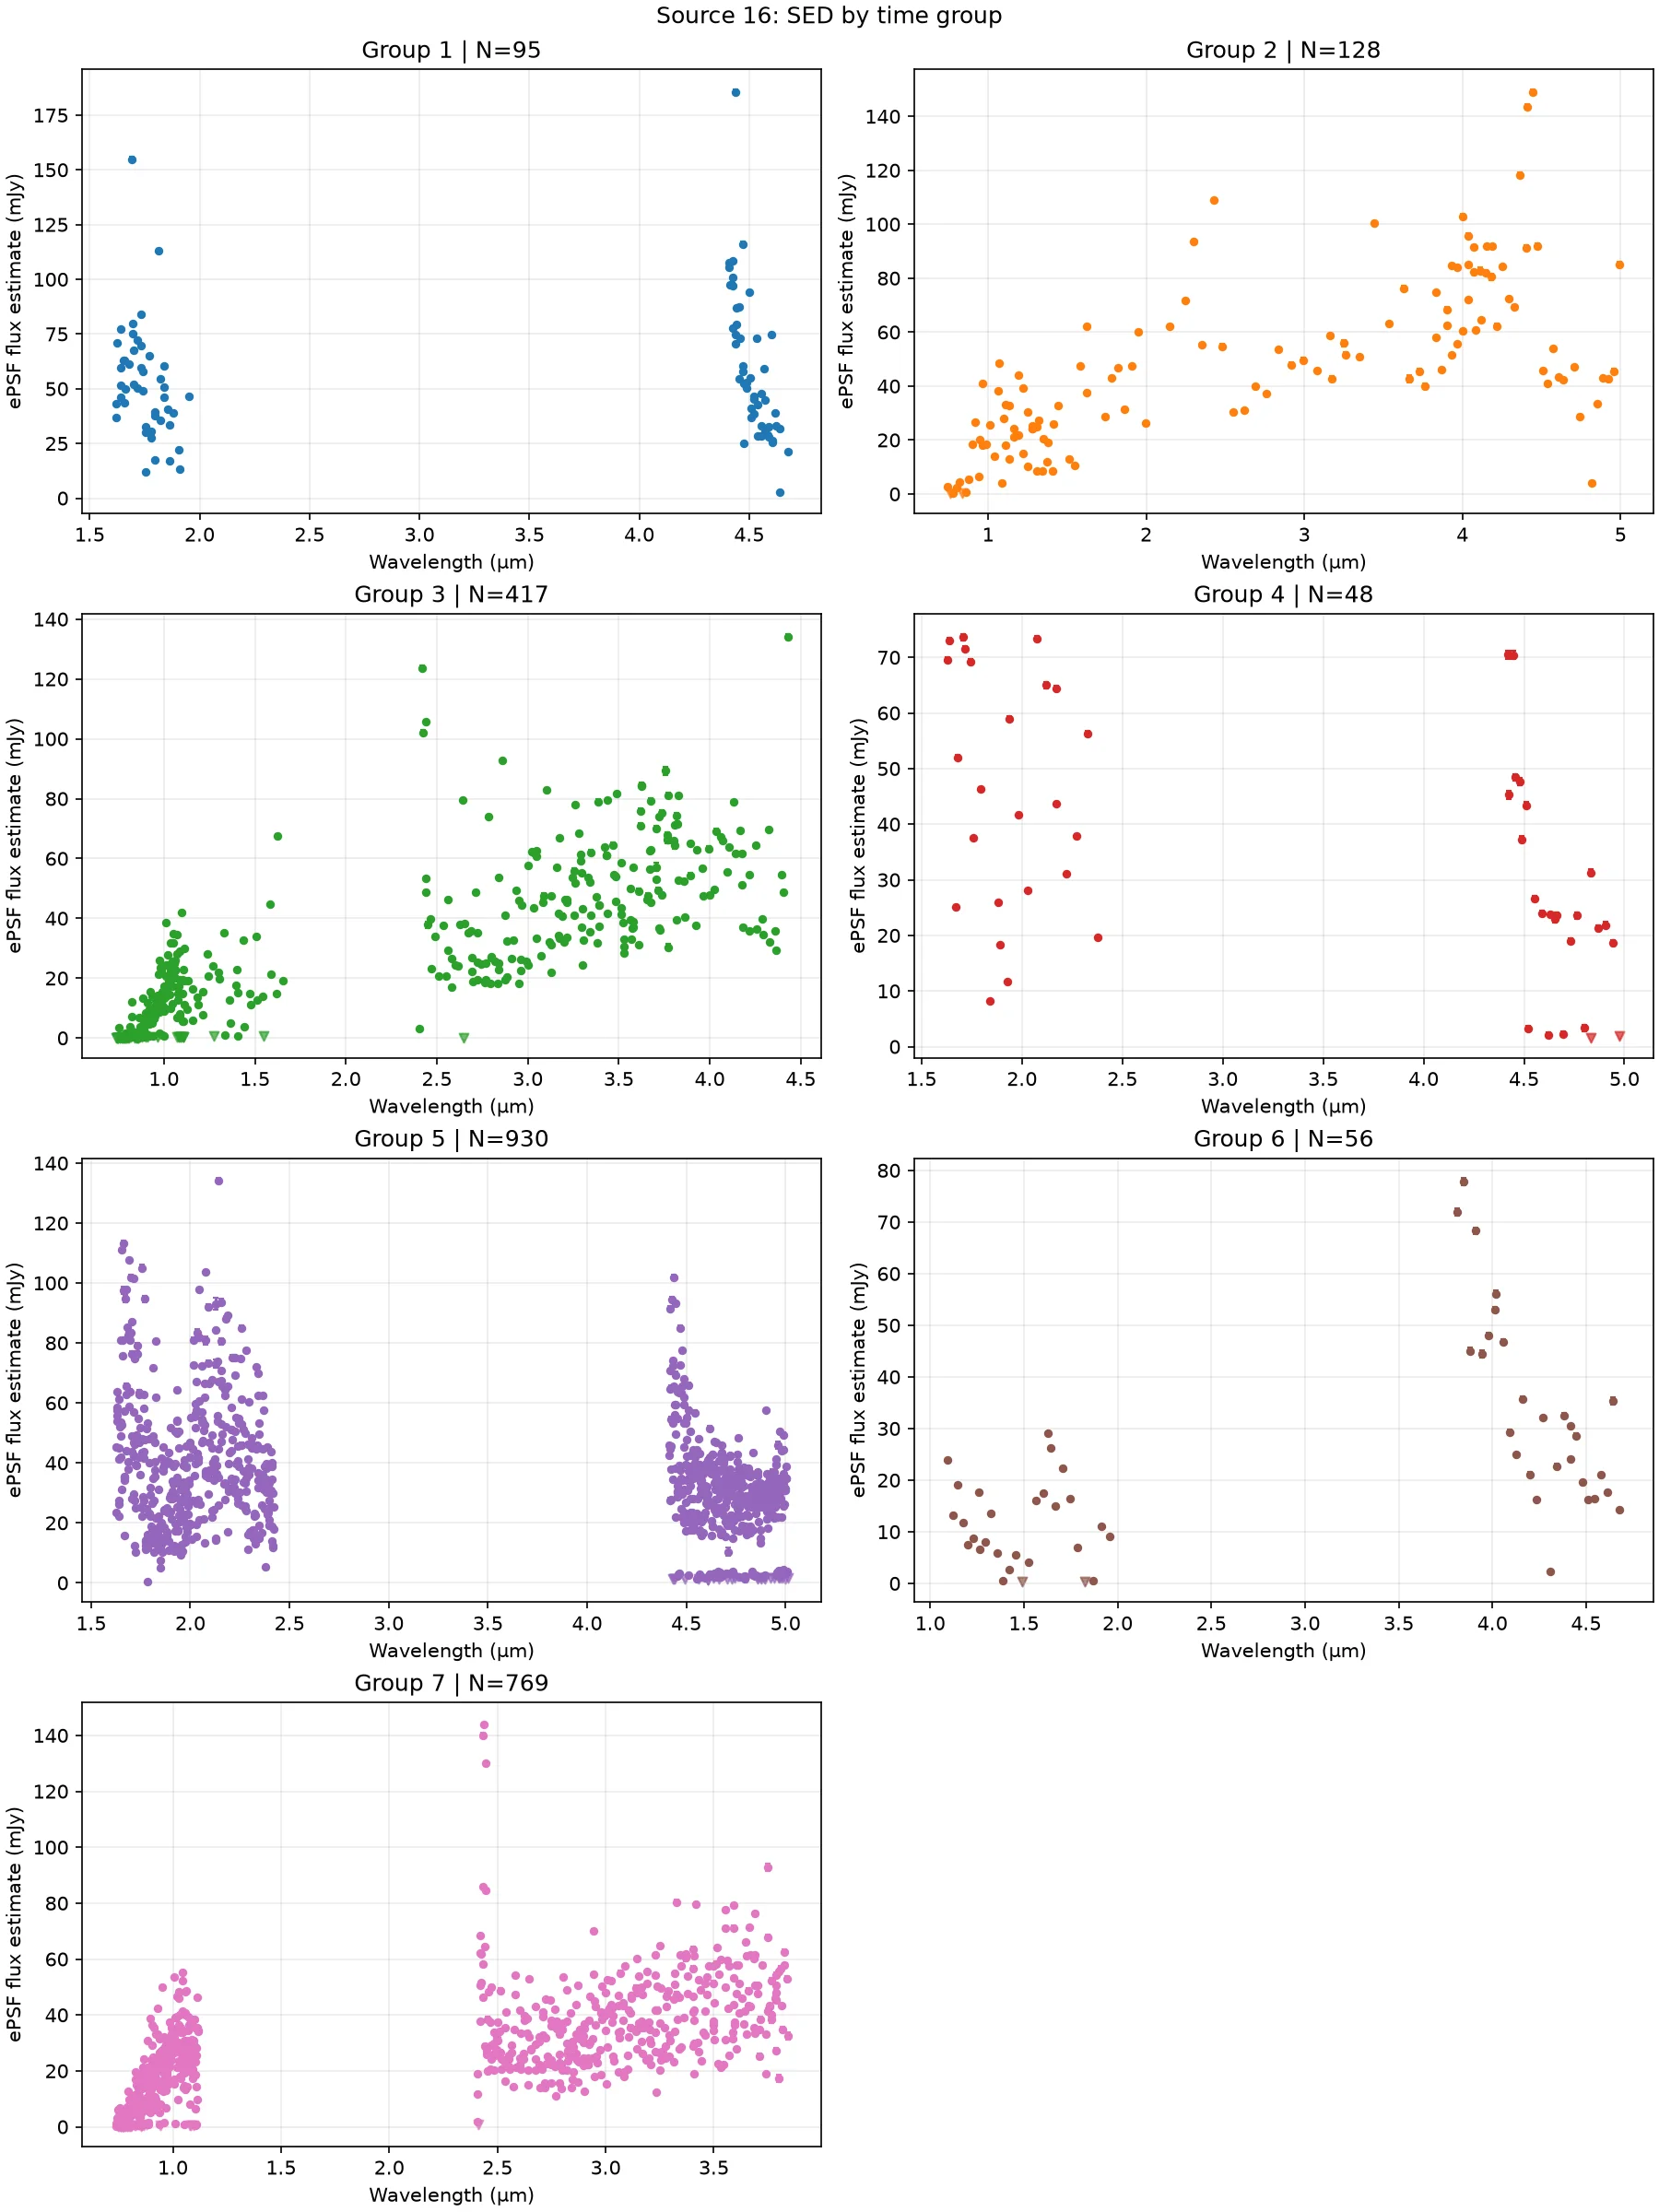 Source 16: SED by time group
Group 1 | N=95
ePSF flux estimate (mJy)
175
150
125
100
75
50
25
0
1.5 2.0 2.5 3.0 3.5 4.0 4.5
Wavelength (µm)
Group 2 | N=128
ePSF flux estimate (mJy)
140
120
100
80
60
40
20
0
1 2 3 4 5
Wavelength (µm)
Group 3 | N=417
ePSF flux estimate (mJy)
140
120
100
80
60
40
20
0
1.0 1.5 2.0 2.5 3.0 3.5 4.0 4.5
Wavelength (µm)
Group 4 | N=48
ePSF flux estimate (mJy)
70
60
50
40
30
20
10
0
1.5 2.0 2.5 3.0 3.5 4.0 4.5 5.0
Wavelength (µm)
Group 5 | N=930
ePSF flux estimate (mJy)
140
120
100
80
60
40
20
0
1.5 2.0 2.5 3.0 3.5 4.0 4.5 5.0
Wavelength (µm)
Group 6 | N=56
ePSF flux estimate (mJy)
80
70
60
50
40
30
20
10
0
1.0 1.5 2.0 2.5 3.0 3.5 4.0 4.5
Wavelength (µm)
Group 7 | N=769
ePSF flux estimate (mJy)
140
120
100
80
60
40
20
0
1.0 1.5 2.0 2.5 3.0 3.5
Wavelength (µm)